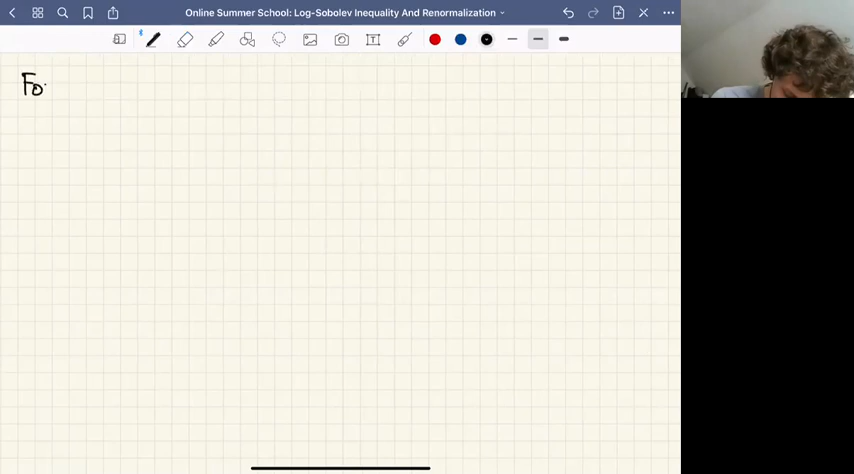 Online Summer School: Log-Sobolev Inequality And Renormalization
T
Fo